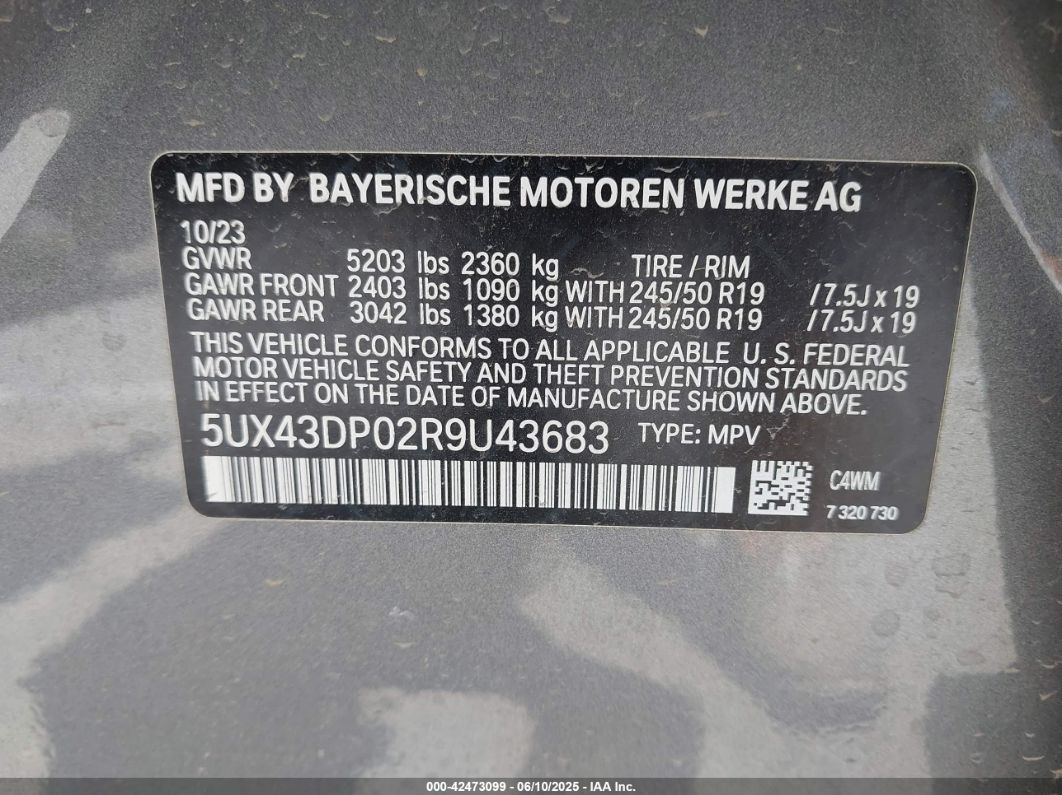 MFD BY BAYERISCHE MOTOREN WERKE AG
10/23
GVWR 5203 lbs 2360 kg TIRE / RIM
GAWR FRONT 2403 lbs 1090 kg WITH 245/50 R19 / 7.5J x 19
GAWR REAR 3042 lbs 1380 kg WITH 245/50 R19 / 7.5J x 19
THIS VEHICLE CONFORMS TO ALL APPLICABLE U. S. FEDERAL
MOTOR VEHICLE SAFETY AND THEFT PREVENTION STANDARDS
IN EFFECT ON THE DATE OF MANUFACTURE SHOWN ABOVE.
5UX43DP02R9U43683 TYPE: MPV
C4WM
7 320 730
000-42473099 - 06/10/2025 - IAA Inc.